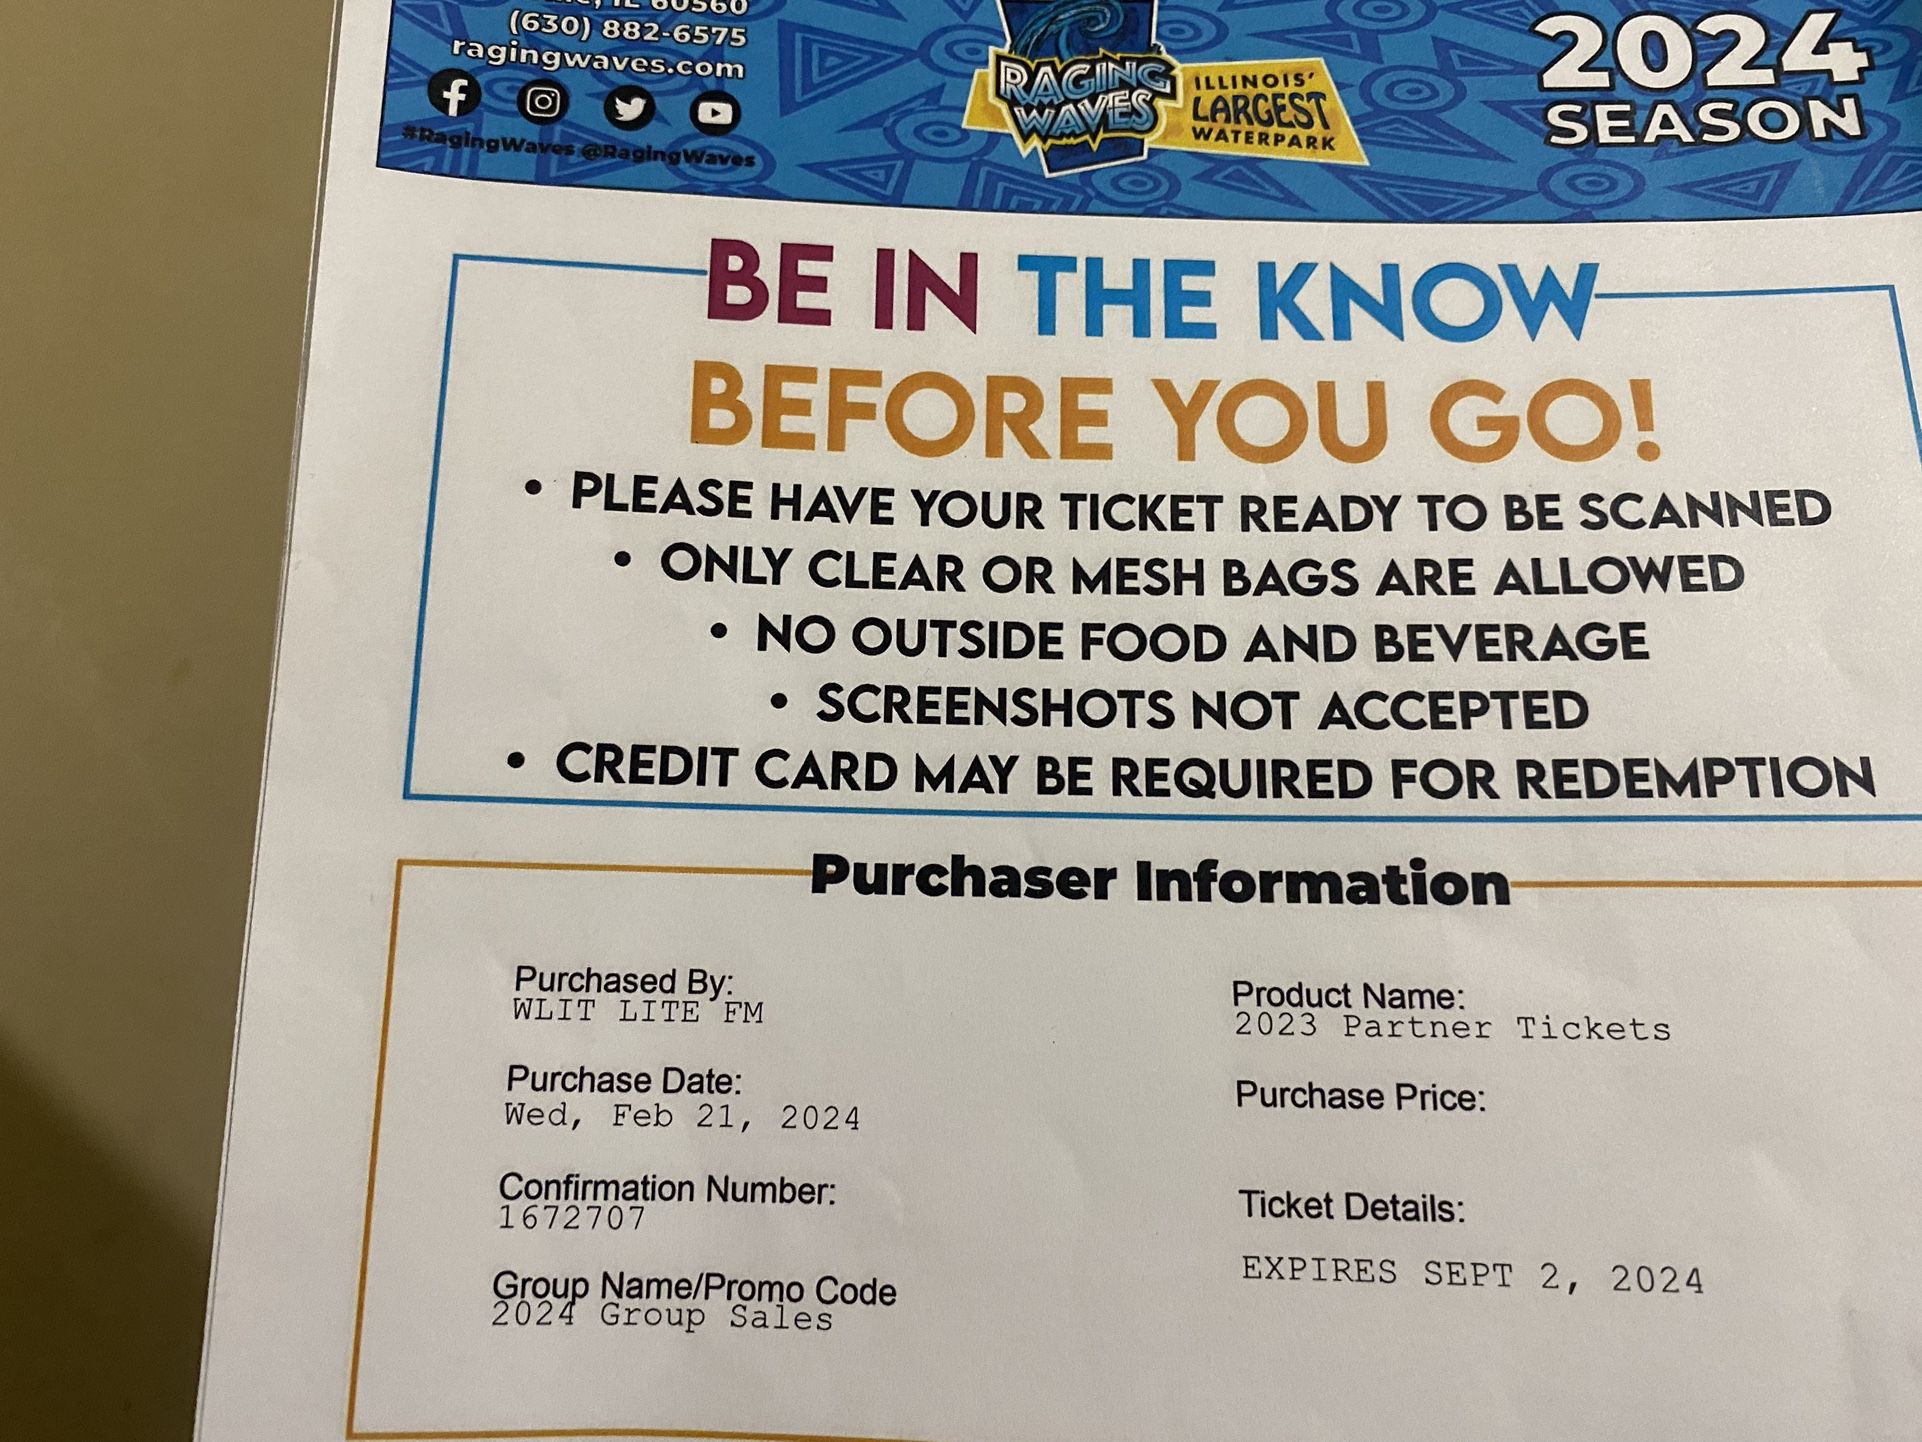 IL 60560
(630) 882-6575
ragingwaves.com
#RagingWaves @RagingWaves
RAGING
WAVES
ILLINOIS'
LARGEST
WATERPARK
2024
SEASON
BE IN THE KNOW
BEFORE YOU GO!
• PLEASE HAVE YOUR TICKET READY TO BE SCANNED
• ONLY CLEAR OR MESH BAGS ARE ALLOWED
• NO OUTSIDE FOOD AND BEVERAGE
• SCREENSHOTS NOT ACCEPTED
• CREDIT CARD MAY BE REQUIRED FOR REDEMPTION
Purchaser Information
Purchased By:
WLIT LITE FM
Purchase Date:
Wed, Feb 21, 2024
Confirmation Number:
1672707
Group Name/Promo Code
2024 Group Sales
Product Name:
2023 Partner Tickets
Purchase Price:
Ticket Details:
EXPIRES SEPT 2, 2024